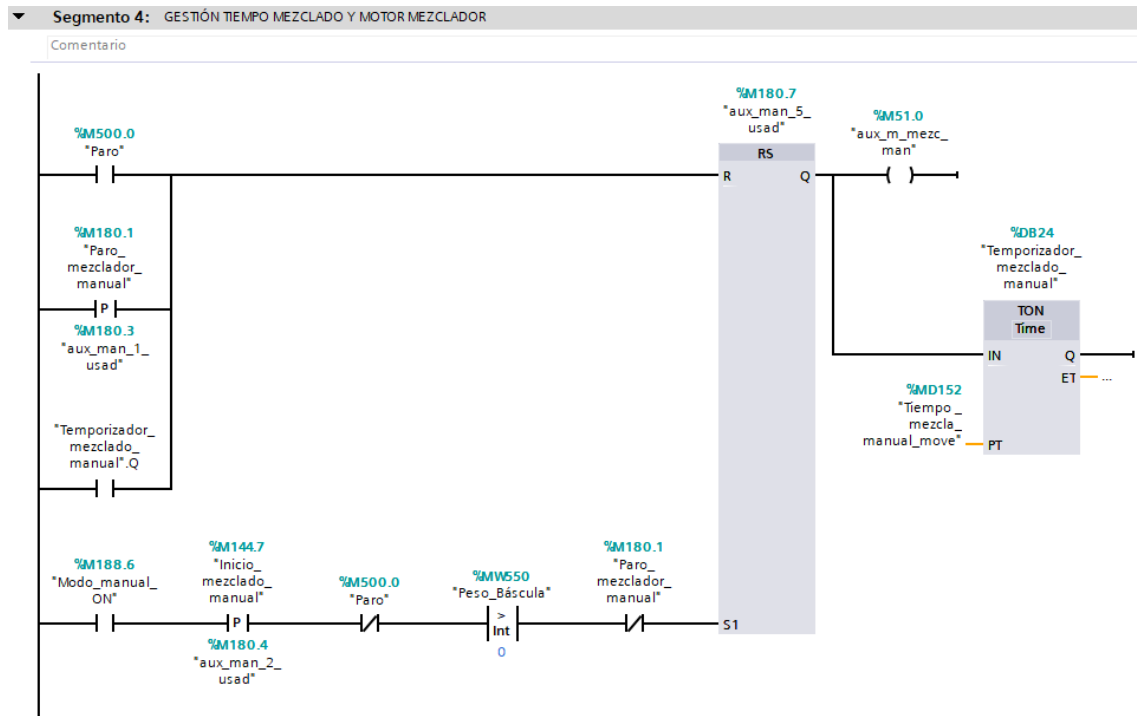 Segmento 4: GESTIÓN TIEMPO MEZCLADO Y MOTOR MEZCLADOR
Comentario
%M500.0
"Paro"
%M180.1
"Paro_
mezclador_
manual"
P
%M180.3
"aux_man_1_
usad"
"Temporizador_
mezclado_
manual".Q
%M188.6
"Modo_manual_
ON"
%M144.7
"Inicio_
mezclado_
manual"
P
%M180.4
"aux_man_2_
usad"
%M500.0
"Paro"
%MW550
"Peso_Báscula"
>
Int
0
%M180.1
"Paro_
mezclador_
manual"
%M180.7
"aux_man_5_
usad"
RS
R Q
S1
%M51.0
"aux_m_mezc_
man"
%DB24
"Temporizador_
mezclado_
manual"
TON
Time
IN Q
ET ...
%MD152
"Tiempo_
mezcla_
manual_move"
PT